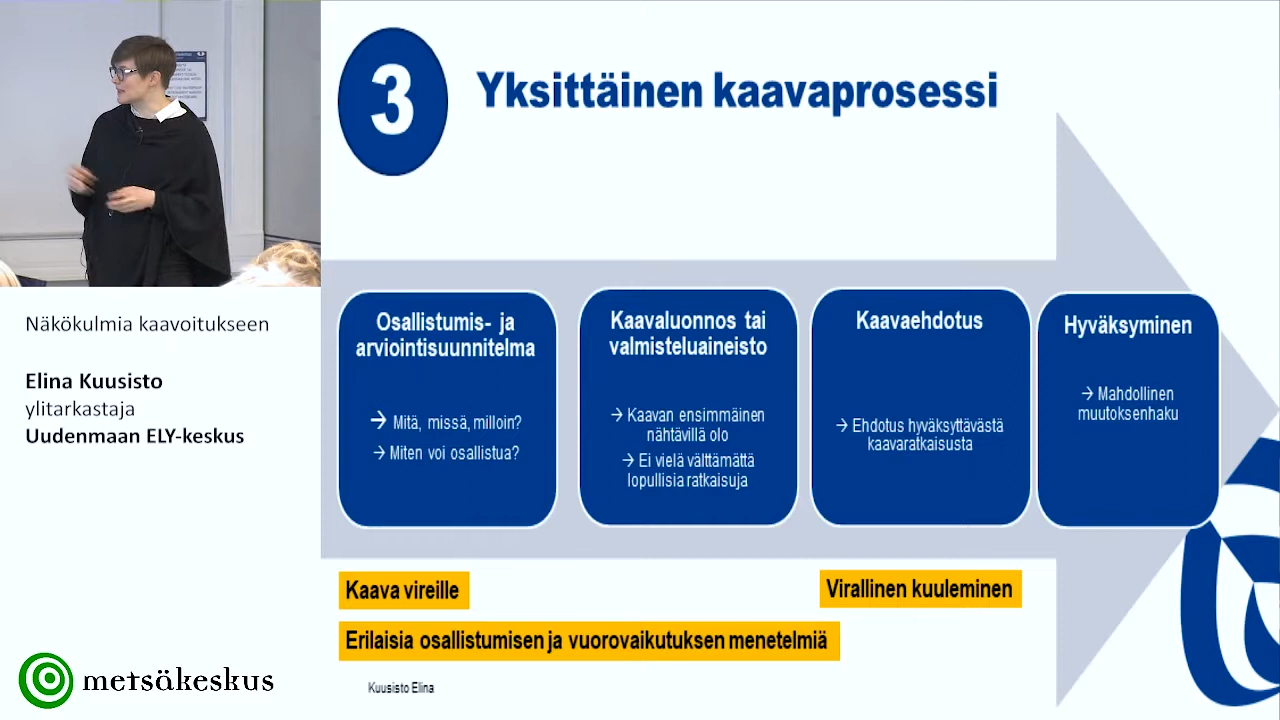 3
Yksittäinen kaavaprosessi
Osallistumis- ja
arviointisuunnitelma
→ Mitä, missä, milloin?
→ Miten voi osallistua?
Kaavaluonnos tai
valmisteluaineisto
→ Kaavan ensimmäinen
nähtävillä olo
→ Ei vielä välttämättä
lopullisia ratkaisuja
Kaavaehdotus
→ Ehdotus hyväksyttävästä
kaavaratkaisusta
Hyväksyminen
→ Mahdollinen
muutoksenhaku
Kaava vireille
Virallinen kuuleminen
Erilaisia osallistumisen ja vuorovaikutuksen menetelmiä
Kuusisto Elina
Näkökulmia kaavoitukseen
Elina Kuusisto
ylitarkastaja
Uudenmaan ELY-keskus
metsäkeskus